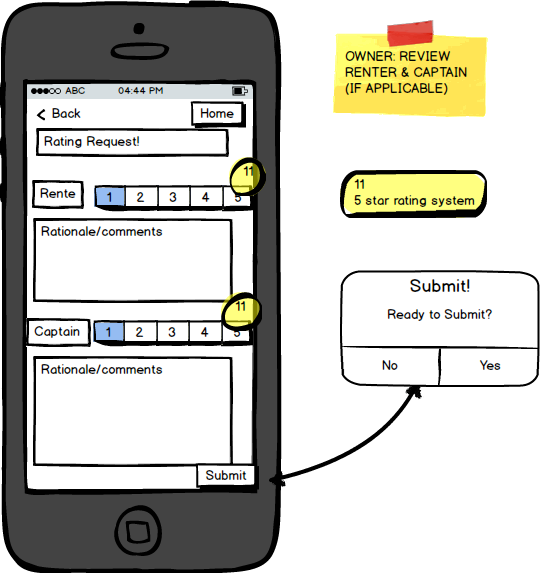 ABC 04:44 PM
Back Home
Rating Request!
11
Rente 1 2 3 4 5
Rationale/comments
11
Captain 1 2 3 4 5
Rationale/comments
Submit
OWNER: REVIEW
RENTER & CAPTAIN
(IF APPLICABLE)
11
5 star rating system
Submit!
Ready to Submit?
No Yes